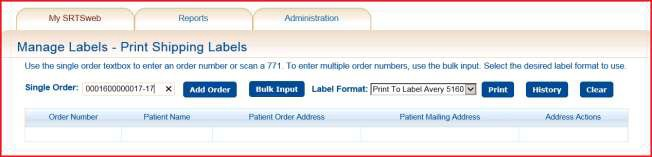 My SRTSweb Reports Administration
Manage Labels - Print Shipping Labels
Use the single order textbox to enter an order number or scan a 771. To enter multiple order numbers, use the bulk input. Select the desired label format to use.
Single Order: 0001600000017-17 × Add Order Bulk Input Label Format: Print To Label Avery 5160 Print History Clear
Order Number Patient Name Patient Order Address Patient Mailing Address Address Actions